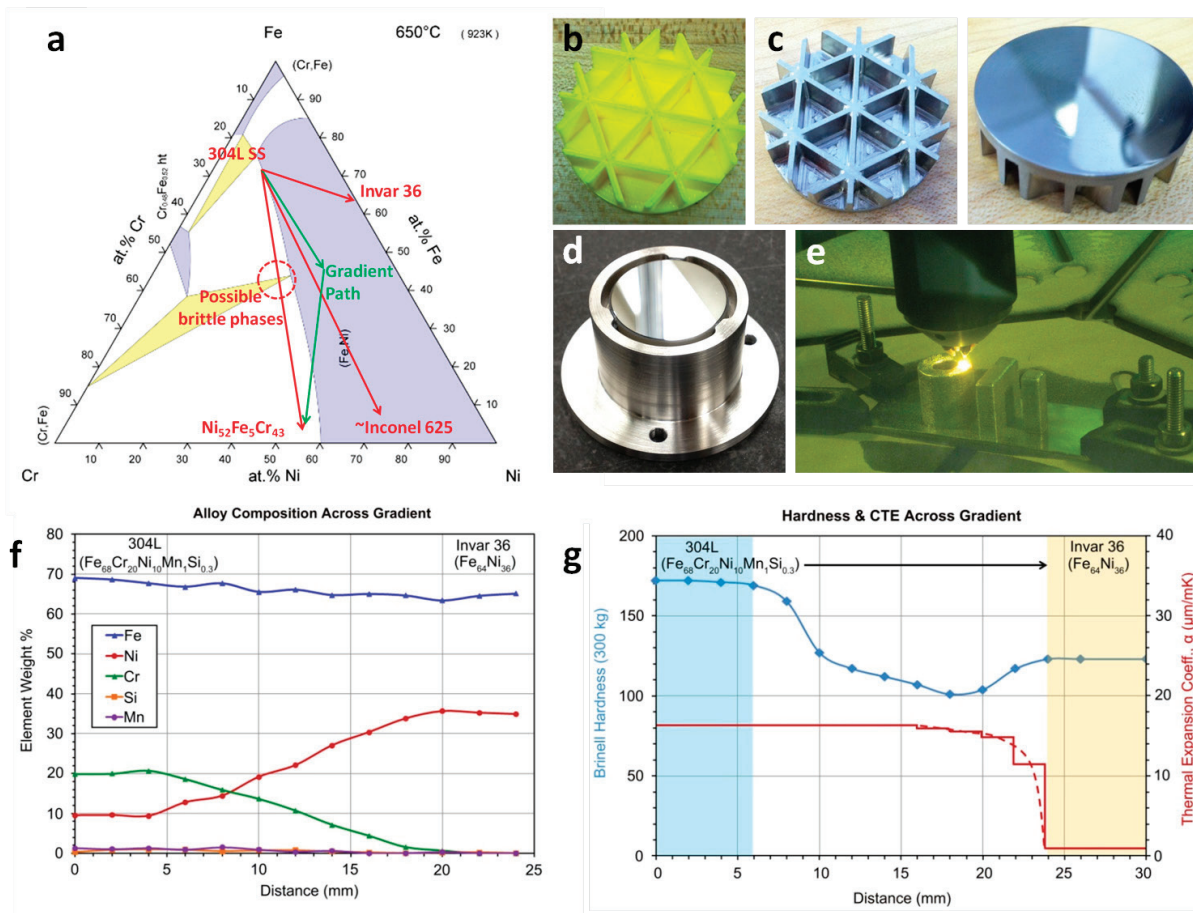 a
Fe
650°C ( 923K )
(Cr,Fe)
10
90
20
80
304L SS
30
70
Invar 36
Cr0.48Fe0.52 ht
40
60
at.% Cr
at.% Fe
50
50
Gradient
Path
60
40
Possible
brittle phases
70
30
(Fe,Ni)
80
20
90
10
(Cr,Fe)
Ni52Fe5Cr43
~Inconel 625
10
20
30
40
50
60
70
80
90
Cr
at.% Ni
Ni
b
c
d
e
f
Alloy Composition Across Gradient
304L
(Fe68Cr20Ni10Mn1Si0.3)
Invar 36
(Fe64Ni36)
Element Weight %
80
70
60
50
40
30
20
10
0
Fe
Ni
Cr
Si
Mn
0
5
10
15
20
25
Distance (mm)
g
Hardness & CTE Across Gradient
304L
(Fe68Cr20Ni10Mn1Si0.3)
Invar 36
(Fe64Ni36)
Brinell Hardness (300 kg)
200
150
100
50
0
Thermal Expansion Coeff., α (μm/mK)
40
30
20
10
0
0
5
10
15
20
25
30
Distance (mm)